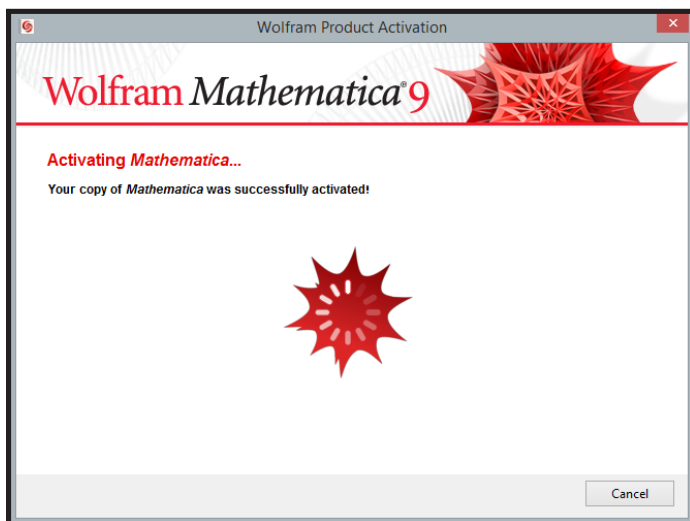 Wolfram Product Activation
Wolfram Mathematica® 9
Activating Mathematica...
Your copy of Mathematica was successfully activated!
Cancel